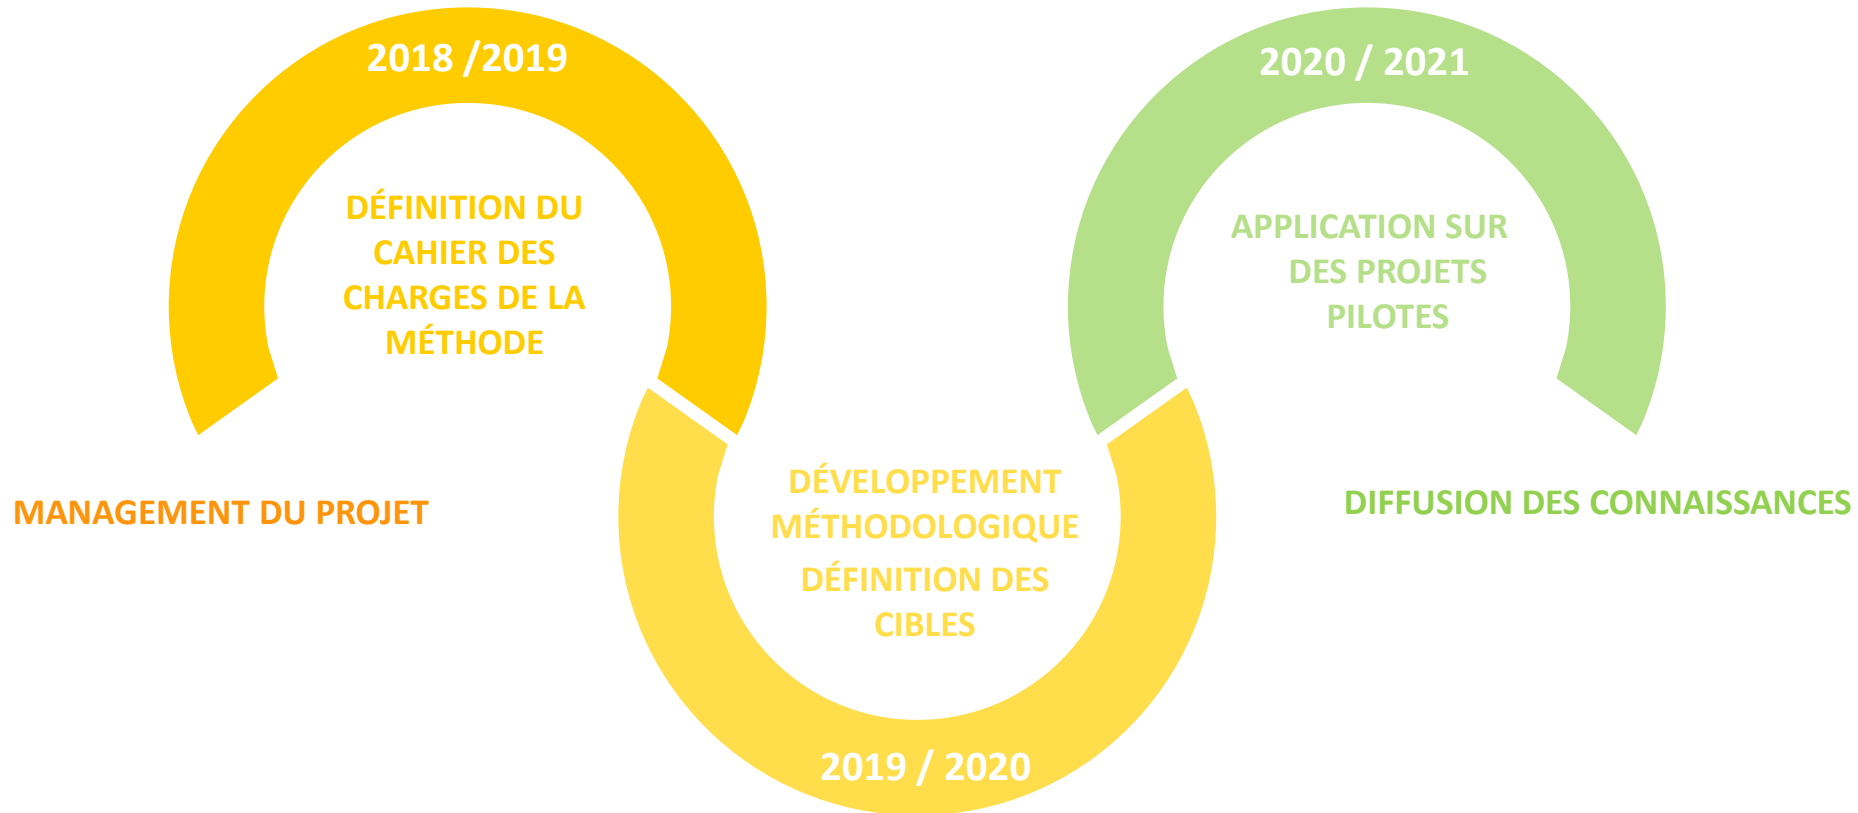 2018 /2019
DÉFINITION DU
CAHIER DES
CHARGES DE LA
MÉTHODE
MANAGEMENT DU PROJET
DÉVELOPPEMENT
MÉTHODOLOGIQUE
DÉFINITION DES
CIBLES
2019 / 2020
2020 / 2021
APPLICATION SUR
DES PROJETS
PILOTES
DIFFUSION DES CONNAISSANCES